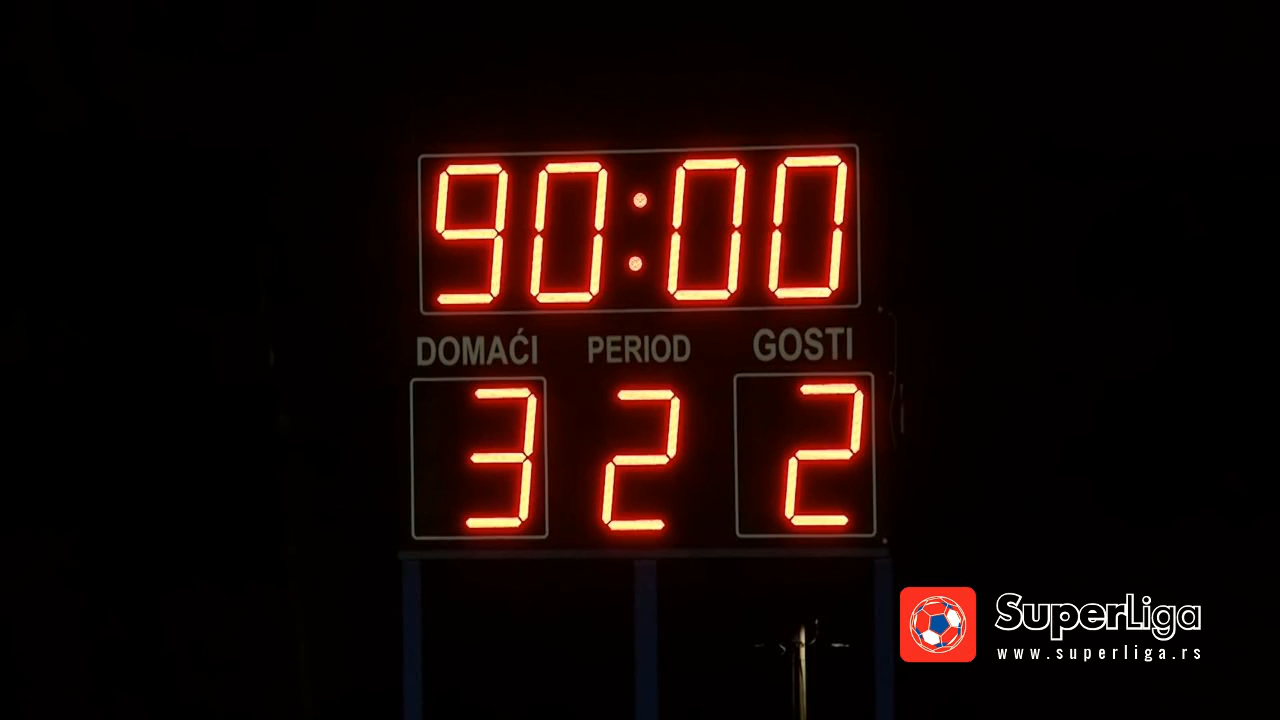 90:00
DOMAĆI PERIOD GOSTI
3 2 2
SuperLiga
www.superliga.rs